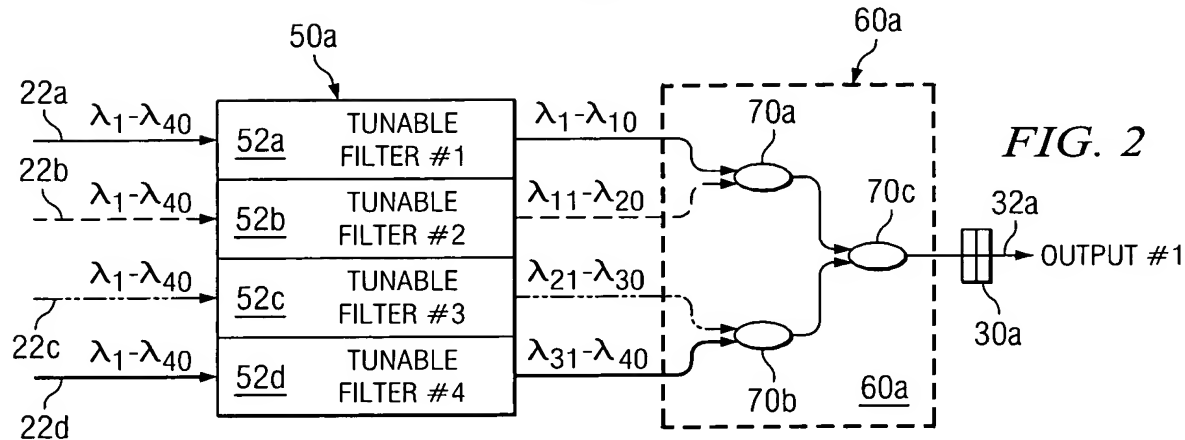 50a
60a
22a
λ1-λ40
52a
TUNABLE
FILTER #1
λ1-λ10
70a
FIG. 2
22b
λ1-λ40
52b
TUNABLE
FILTER #2
λ11-λ20
70c
32a
OUTPUT #1
λ1-λ40
52c
TUNABLE
FILTER #3
λ21-λ30
30a
22c
λ1-λ40
52d
TUNABLE
FILTER #4
λ31-λ40
70b
60a
22d